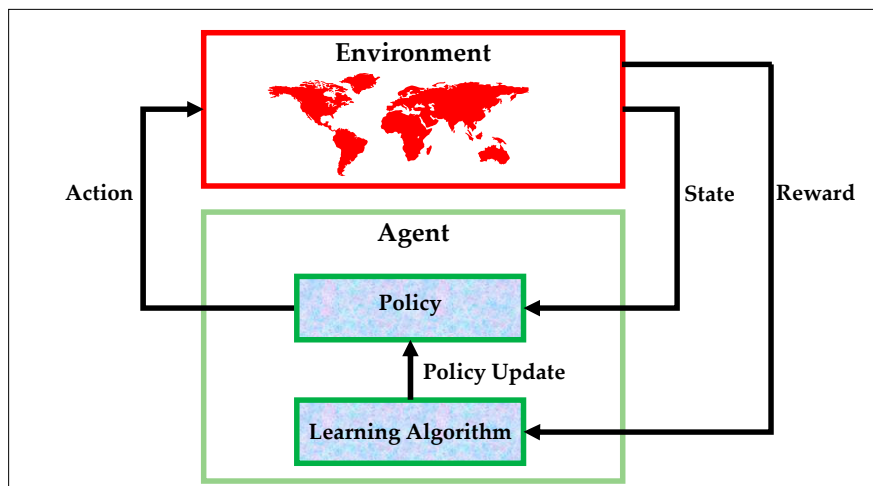 Environment
Action
State
Reward
Agent
Policy
Policy Update
Learning Algorithm